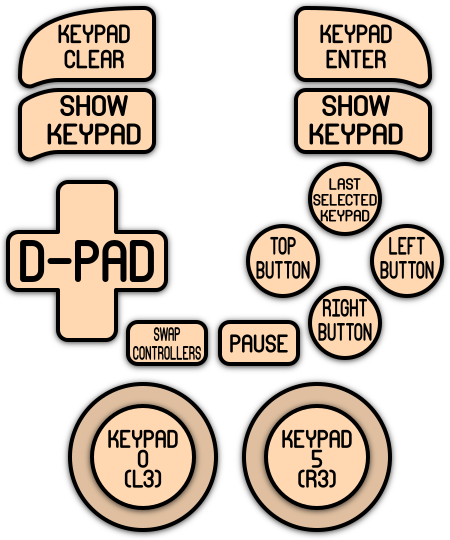 KEYPAD
CLEAR
KEYPAD
ENTER
SHOW
KEYPAD
SHOW
KEYPAD
LAST
SELECTED
KEYPAD
D-PAD
TOP
BUTTON
LEFT
BUTTON
RIGHT
BUTTON
SWAP
CONTROLLERS
PAUSE
KEYPAD
0
(L3)
KEYPAD
5
(R3)